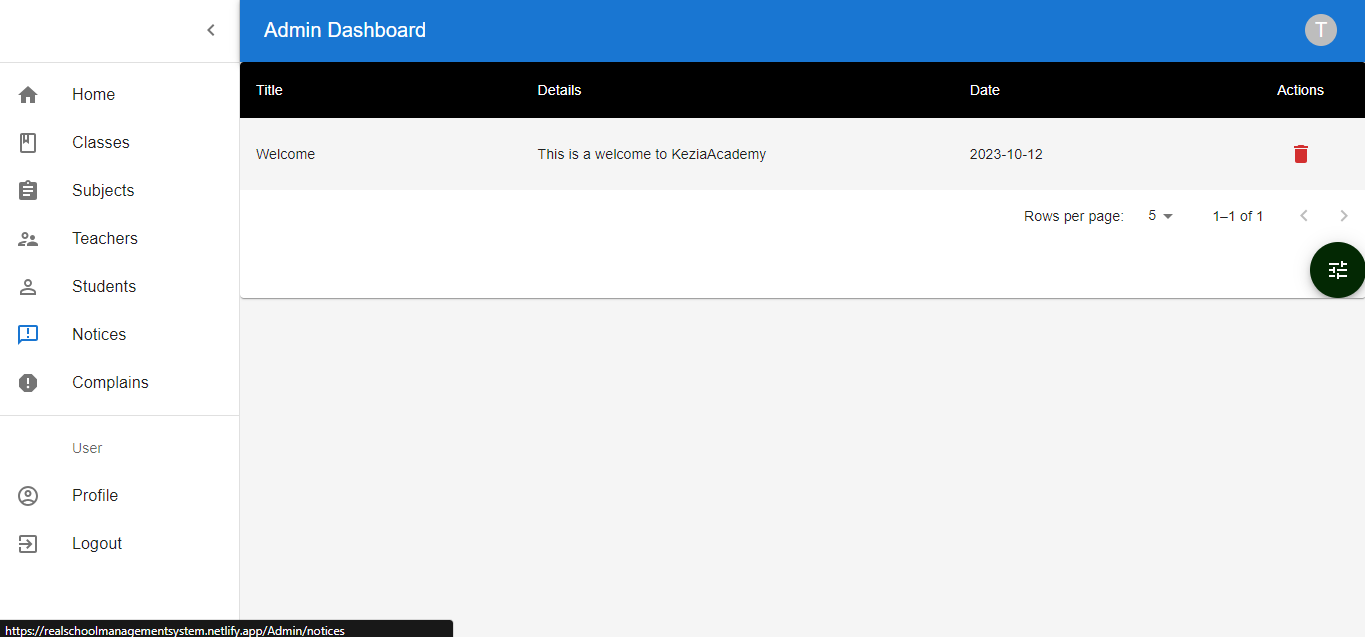 Admin Dashboard
T
Home
Classes
Subjects
Teachers
Students
Notices
Complains
User
Profile
Logout
Title Details Date Actions
Welcome This is a welcome to KeziaAcademy 2023-10-12
Rows per page: 5 1–1 of 1
https://realschoolmanagementsystem.netlify.app/Admin/notices